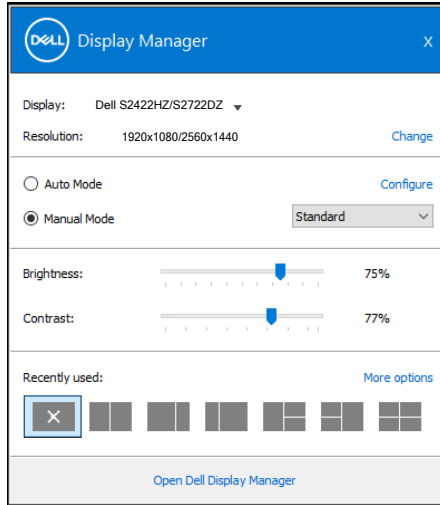 DELL Display Manager X
Display: Dell S2422HZ/S2722DZ
Resolution: 1920x1080/2560x1440 Change
Auto Mode Configure
Manual Mode Standard
Brightness: 75%
Contrast: 77%
Recently used: More options
Open Dell Display Manager